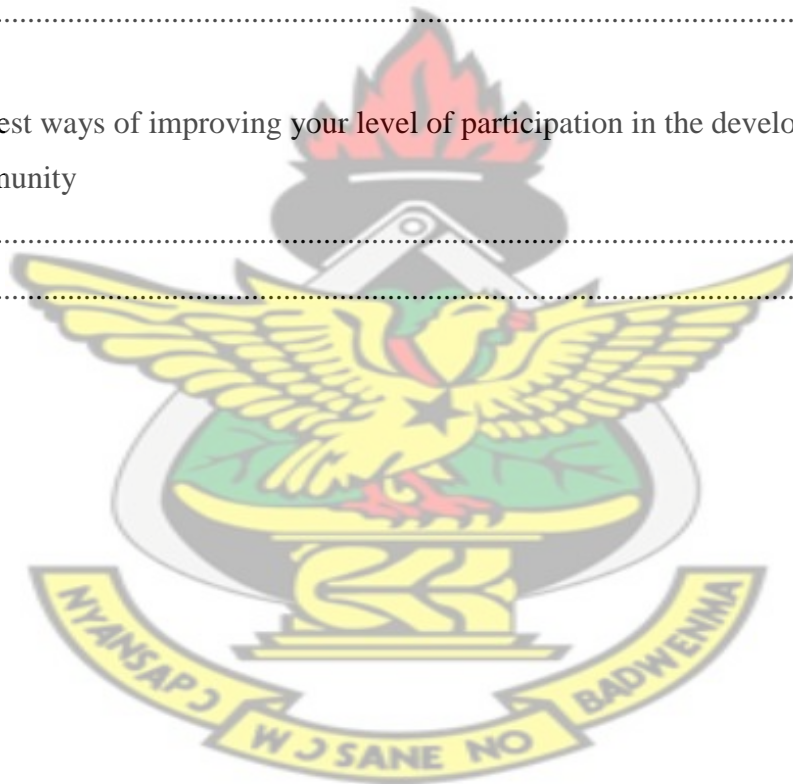 ................................................................................
est ways of improving your level of participation in the develo
nunity
................................................................................
................................................................................
NYANSAPƆ WƆSANE NO BADWENMA